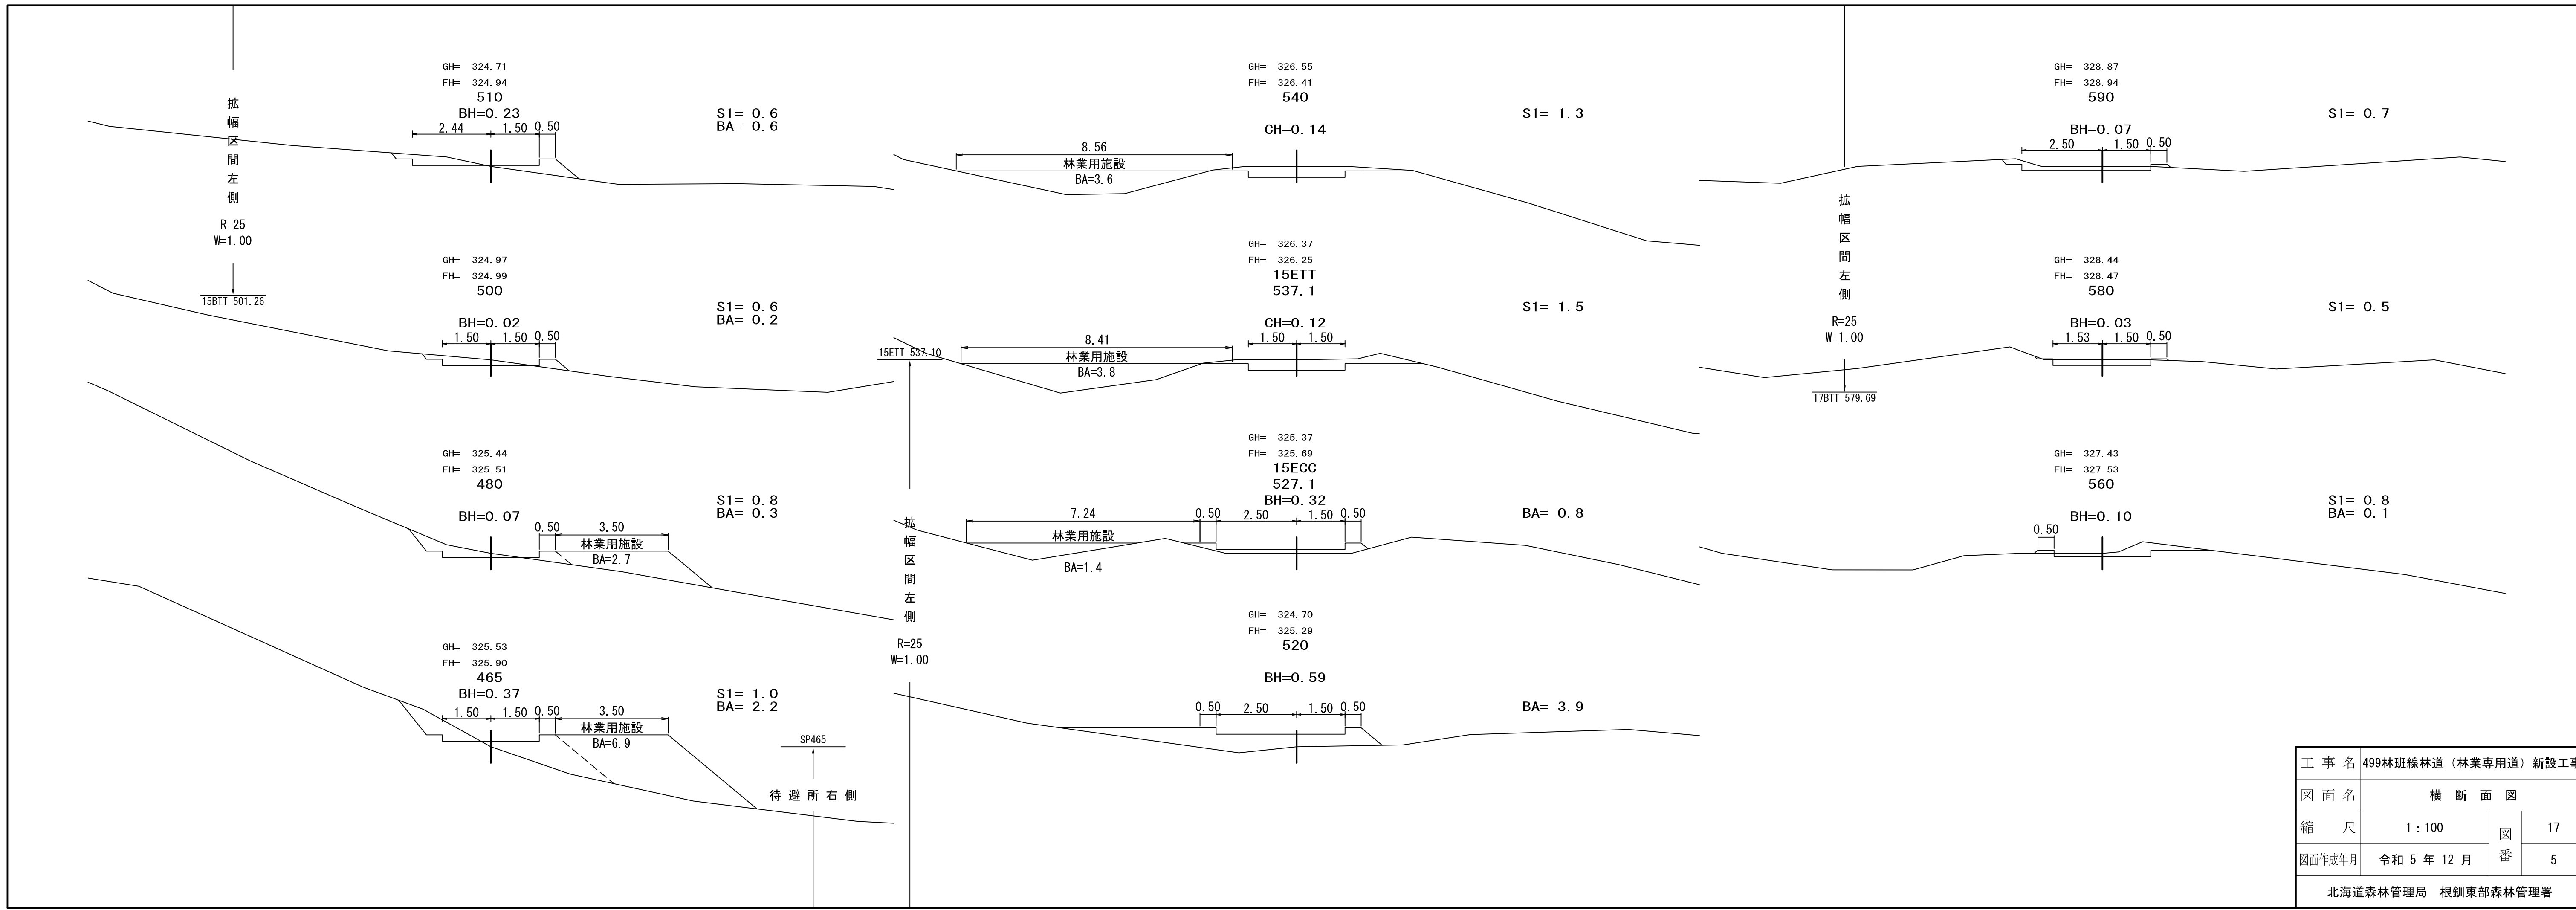 拡幅区間左側
R=25
W=1.00
15BTT 501.26
GH= 324.71
FH= 324.94
510
BH=0.23
2.44 1.50 0.50
S1= 0.6
BA= 0.6
GH= 324.97
FH= 324.99
500
BH=0.02
1.50 1.50 0.50
S1= 0.6
BA= 0.2
GH= 325.44
FH= 325.51
480
BH=0.07
0.50 3.50
林業用施設
BA=2.7
S1= 0.8
BA= 0.3
GH= 325.53
FH= 325.90
465
BH=0.37
1.50 1.50 0.50 3.50
林業用施設
BA=6.9
S1= 1.0
BA= 2.2
SP465
待避所右側
GH= 326.55
FH= 326.41
540
CH=0.14
8.56
林業用施設
BA=3.6
S1= 1.3
GH= 326.37
FH= 326.25
15ETT
537.1
CH=0.12
1.50 1.50
8.41
林業用施設
BA=3.8
S1= 1.5
15ETT 537.10
拡幅区間左側
R=25
W=1.00
GH= 325.37
FH= 325.69
15ECC
527.1
BH=0.32
7.24 0.50 2.50 1.50 0.50
林業用施設
BA=1.4
BA= 0.8
GH= 324.70
FH= 325.29
520
BH=0.59
0.50 2.50 1.50 0.50
BA= 3.9
拡幅区間左側
R=25
W=1.00
17BTT 579.69
GH= 328.87
FH= 328.94
590
BH=0.07
2.50 1.50 0.50
S1= 0.7
GH= 328.44
FH= 328.47
580
BH=0.03
1.53 1.50 0.50
S1= 0.5
GH= 327.43
FH= 327.53
560
BH=0.10
0.50
S1= 0.8
BA= 0.1
工事名 499林班線林道（林業専用道）新設工事
図面名 横断面図
縮尺 1：100 図番 17
図面作成年月 令和 5 年 12 月 5
北海道森林管理局 根釧東部森林管理署